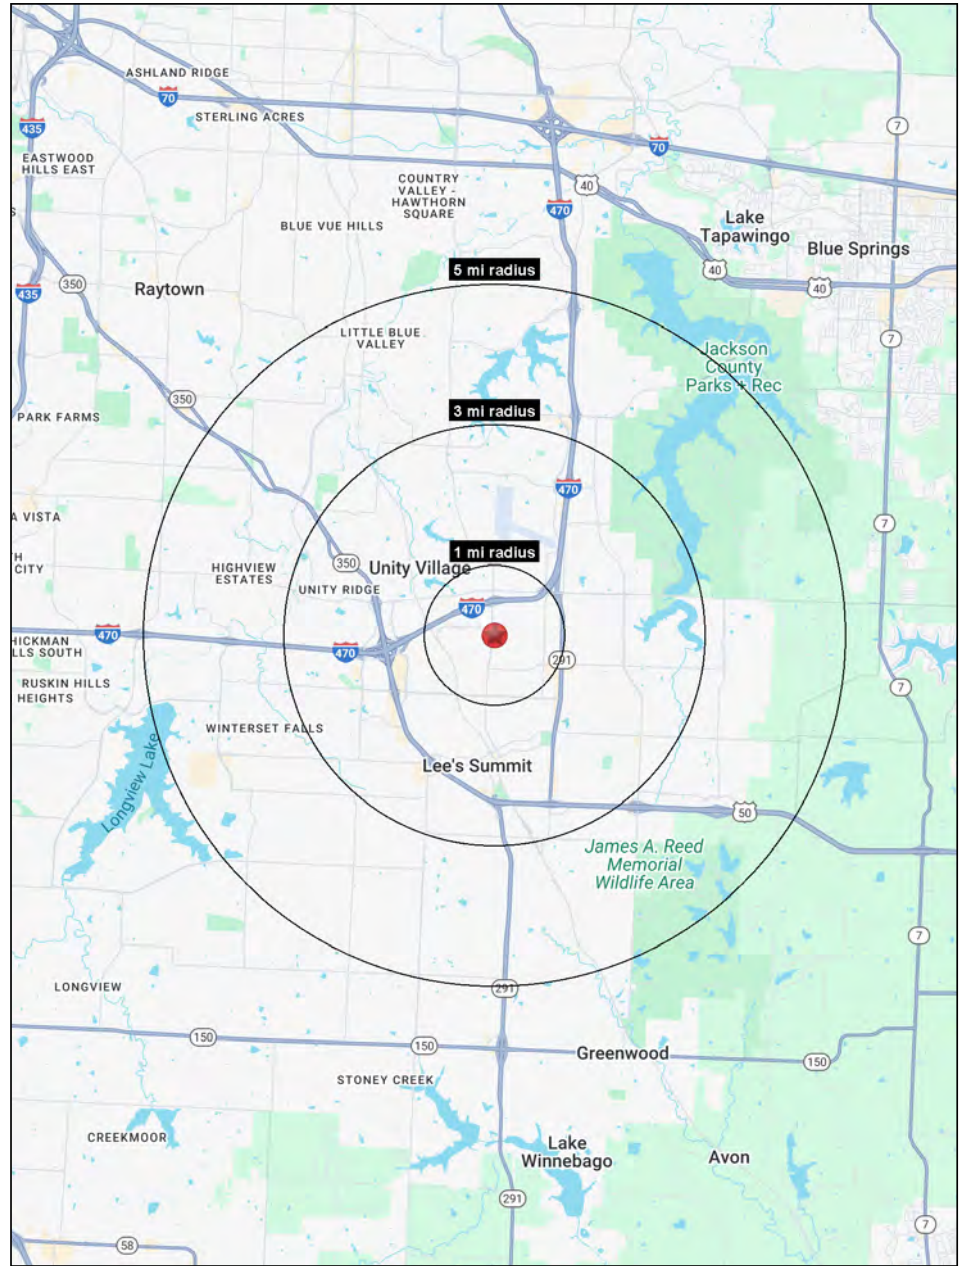 ASHLAND RIDGE
70
STERLING ACRES
435
7
EASTWOOD
HILLS EAST
70
COUNTRY
VALLEY -
HAWTHORN
SQUARE
40
470
BLUE VUE HILLS
Lake
Tapawingo
Blue Springs
5 mi radius
40
40
350
435
Raytown
LITTLE BLUE
VALLEY
7
Jackson
County
Parks + Rec
350
3 mi radius
PARK FARMS
470
A VISTA
7
1 mi radius
H
CITY
HIGHVIEW
ESTATES
350
Unity Village
UNITY RIDGE
470
470
HICKMAN
LLS SOUTH
470
291
RUSKIN HILLS
HEIGHTS
7
WINTERSET FALLS
Longview Lake
Lee's Summit
50
James A. Reed
Memorial
Wildlife Area
7
LONGVIEW
291
150
150
Greenwood
150
STONEY CREEK
CREEKMOOR
Lake
Winnebago
Avon
291
7
58